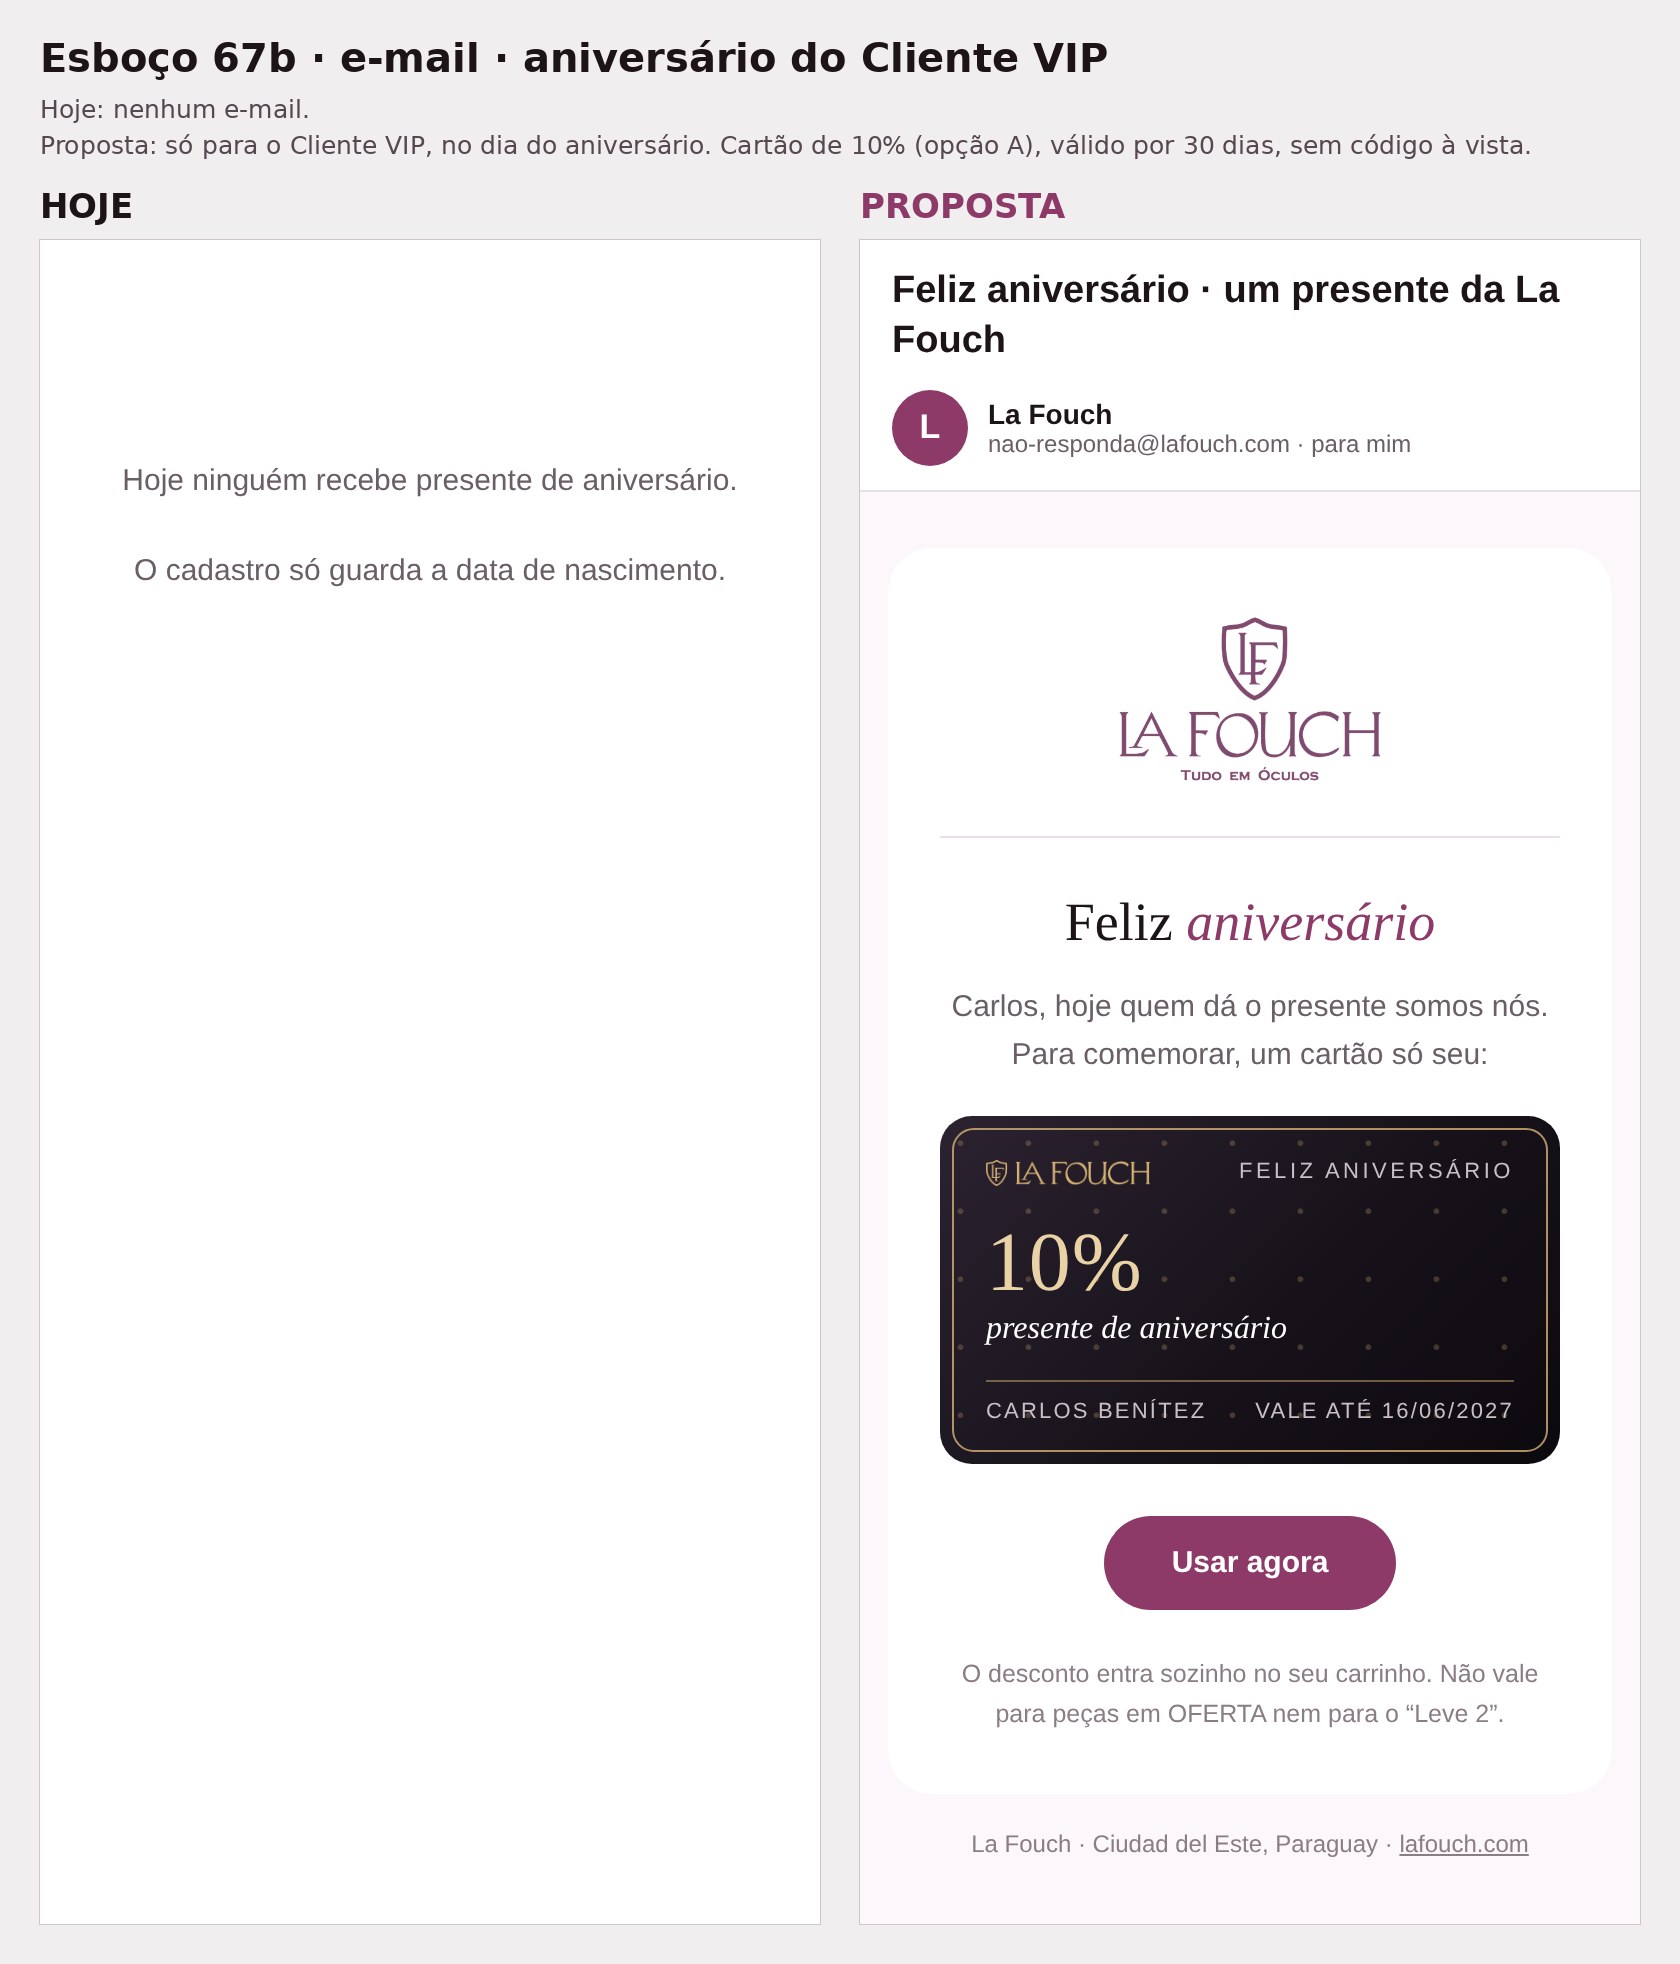 Esboço 67b · e-mail · aniversário do Cliente VIP
Hoje: nenhum e-mail.
Proposta: só para o Cliente VIP, no dia do aniversário. Cartão de 10% (opção A), válido por 30 dias, sem código à vista.
HOJE
Hoje ninguém recebe presente de aniversário.
O cadastro só guarda a data de nascimento.
PROPOSTA
Feliz aniversário · um presente da La
Fouch
L
La Fouch
nao-responda@lafouch.com · para mim
LF
LA FOUCH
TUDO EM ÓCULOS
Feliz aniversário
Carlos, hoje quem dá o presente somos nós.
Para comemorar, um cartão só seu:
LF LA FOUCH FELIZ ANIVERSÁRIO
10%
presente de aniversário
CARLOS BENÍTEZ VALE ATÉ 16/06/2027
Usar agora
O desconto entra sozinho no seu carrinho. Não vale
para peças em OFERTA nem para o “Leve 2”.
La Fouch · Ciudad del Este, Paraguay · lafouch.com